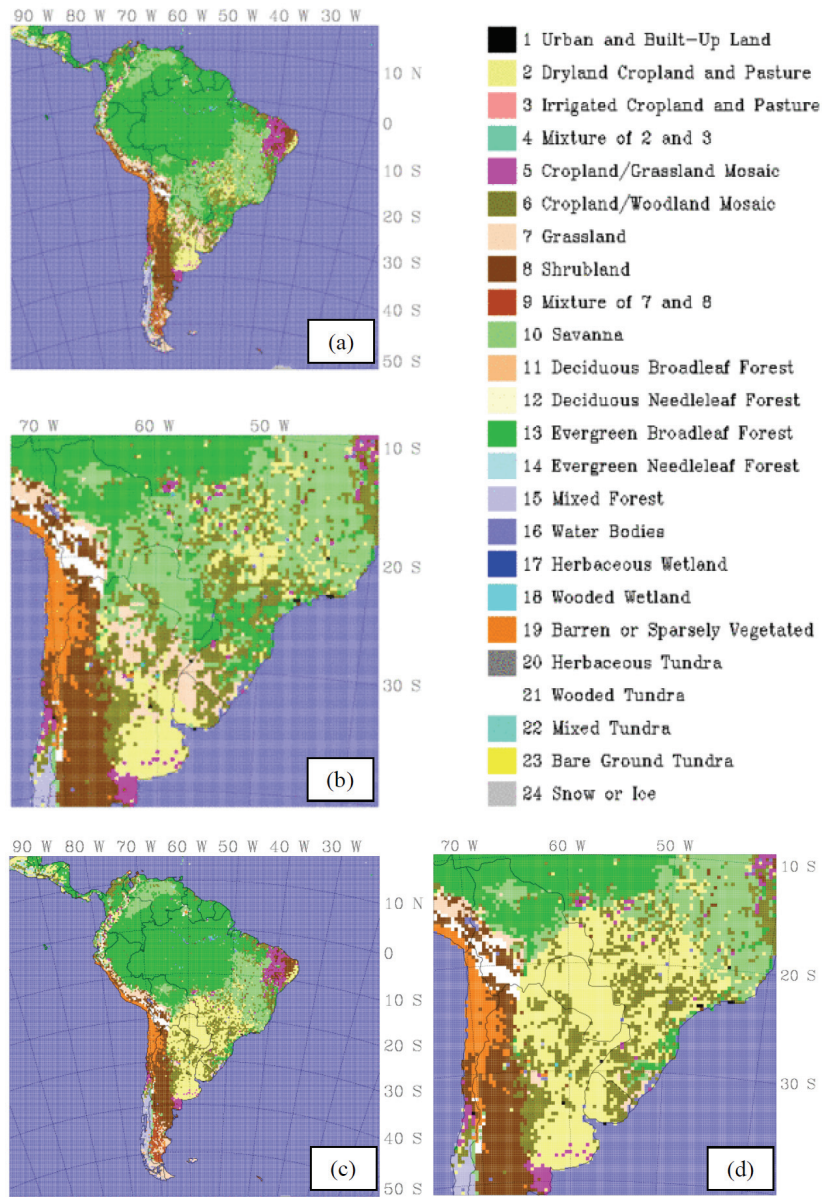 90 W 80 W 70 W 60 W 50 W 40 W 30 W
10 N
0
10 S
20 S
30 S
40 S
50 S
(a)
70 W 60 W 50 W
10 S
20 S
30 S
(b)
1 Urban and Built-Up Land
2 Dryland Cropland and Pasture
3 Irrigated Cropland and Pasture
4 Mixture of 2 and 3
5 Cropland/Grassland Mosaic
6 Cropland/Woodland Mosaic
7 Grassland
8 Shrubland
9 Mixture of 7 and 8
10 Savanna
11 Deciduous Broadleaf Forest
12 Deciduous Needleleaf Forest
13 Evergreen Broadleaf Forest
14 Evergreen Needleleaf Forest
15 Mixed Forest
16 Water Bodies
17 Herbaceous Wetland
18 Wooded Wetland
19 Barren or Sparsely Vegetated
20 Herbaceous Tundra
21 Wooded Tundra
22 Mixed Tundra
23 Bare Ground Tundra
24 Snow or Ice
90 W 80 W 70 W 60 W 50 W 40 W 30 W
10 N
0
10 S
20 S
30 S
40 S
50 S
(c)
70 W 60 W 50 W
10 S
20 S
30 S
(d)